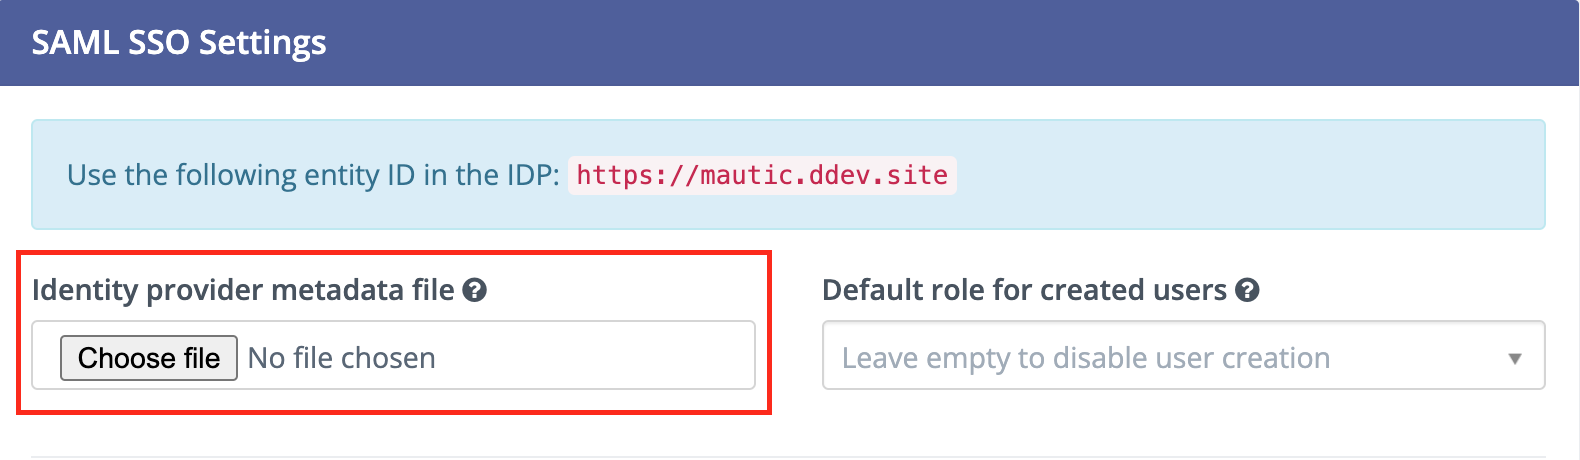 SAML SSO Settings
Use the following entity ID in the IDP: https://mautic.ddev.site
Identity provider metadata file ?
Choose file No file chosen
Default role for created users ?
Leave empty to disable user creation